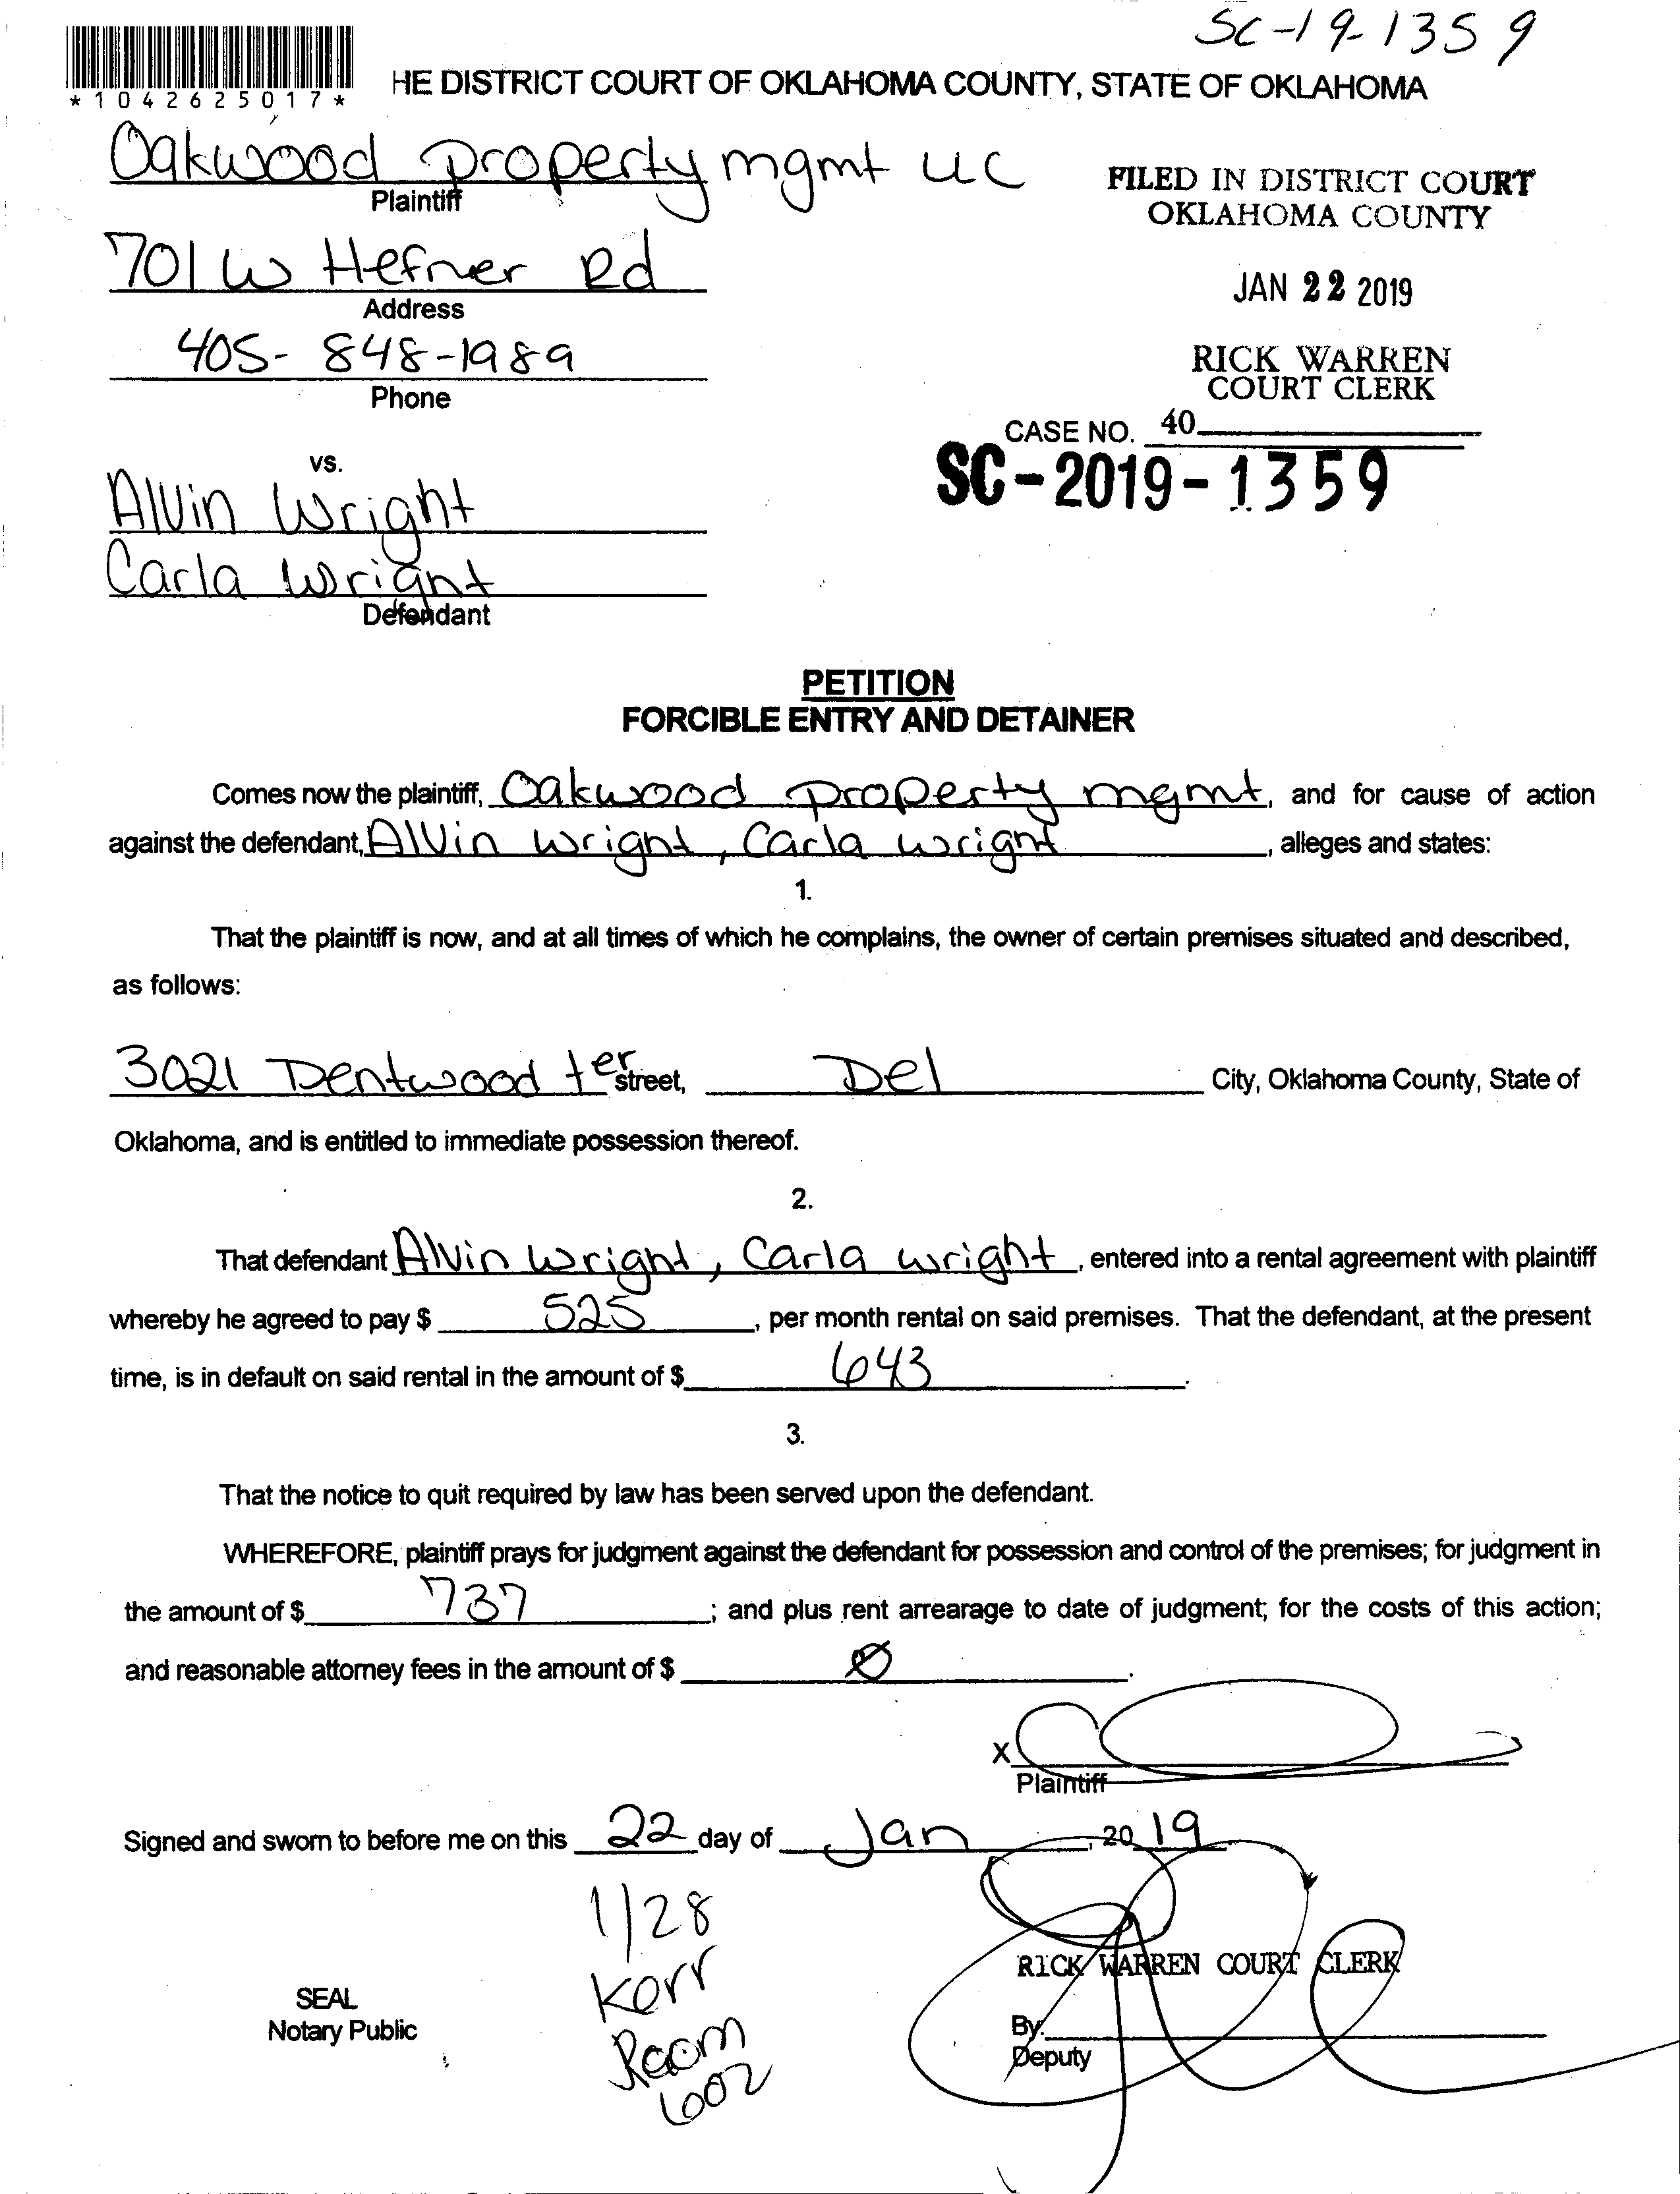 SC-19-1359
*1042625017*
HE DISTRICT COURT OF OKLAHOMA COUNTY, STATE OF OKLAHOMA
Oakwood property mgmt LLC
Plaintiff
FILED IN DISTRICT COURT
OKLAHOMA COUNTY
701 W Hefner Rd
Address
JAN 22 2019
405-848-1989
Phone
RICK WARREN
COURT CLERK
CASE NO. 40
SC-2019-1359
vs.
Alvin Wright
Carla Wright
Defendant
PETITION
FORCIBLE ENTRY AND DETAINER
Comes now the plaintiff, Oakwood property mgmt, and for cause of action
against the defendant, Alvin Wright, Carla Wright, alleges and states:
1.
That the plaintiff is now, and at all times of which he complains, the owner of certain premises situated and described,
as follows:
3021 Dentwood ter street, Del City, Oklahoma County, State of
Oklahoma, and is entitled to immediate possession thereof.
2.
That defendant Alvin Wright, Carla Wright, entered into a rental agreement with plaintiff
whereby he agreed to pay $ 525, per month rental on said premises. That the defendant, at the present
time, is in default on said rental in the amount of $ 643.
3.
That the notice to quit required by law has been served upon the defendant.
WHEREFORE, plaintiff prays for judgment against the defendant for possession and control of the premises; for judgment in
the amount of $ 737; and plus rent arrearage to date of judgment; for the costs of this action;
and reasonable attorney fees in the amount of $ Ø.
X
Plaintiff
Signed and sworn to before me on this 22 day of Jan, 2019
1/28
Kerr
Room
602
RICK WARREN COURT CLERK
SEAL
Notary Public
By:
Deputy